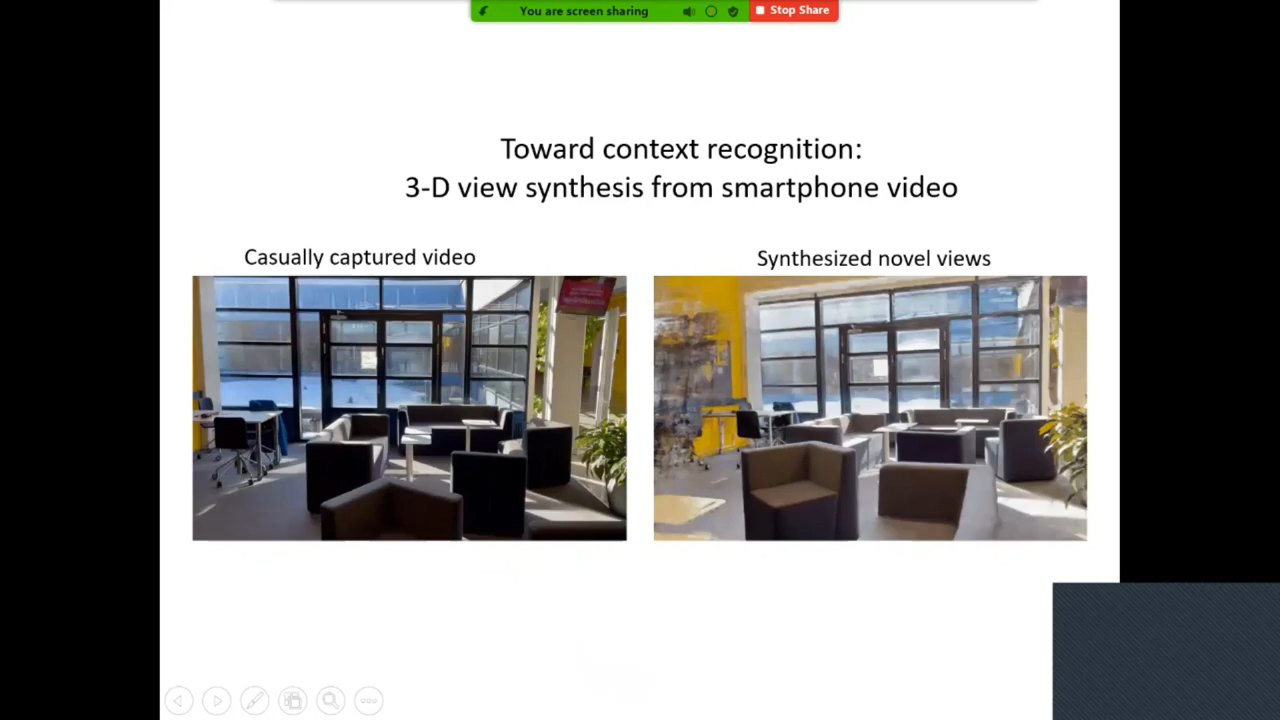 You are screen sharing
Stop Share
Toward context recognition:
3-D view synthesis from smartphone video
Casually captured video
Synthesized novel views